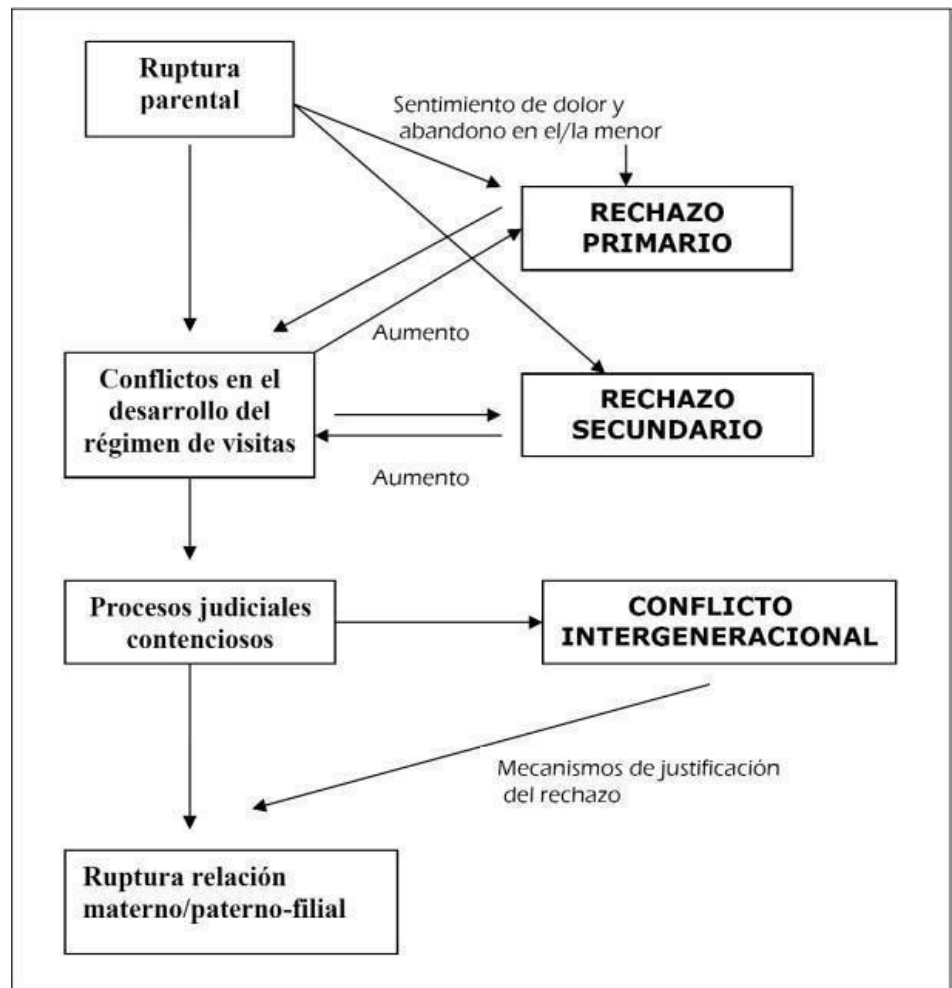 Ruptura
parental
Sentimiento de dolor y
abandono en el/la menor
RECHAZO
PRIMARIO
Aumento
Conflictos en el
desarrollo del
régimen de visitas
RECHAZO
SECUNDARIO
Aumento
Procesos judiciales
contenciosos
CONFLICTO
INTERGENERACIONAL
Mecanismos de justificación
del rechazo
Ruptura relación
materno/paterno-filial